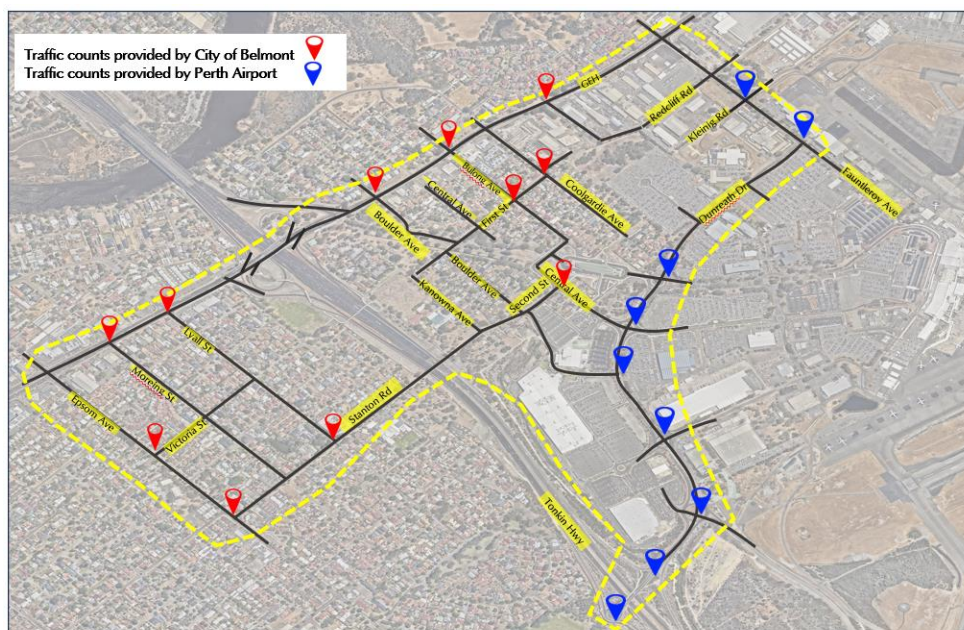 Traffic counts provided by City of Belmont
Traffic counts provided by Perth Airport
GEH
Redcliff Rd
Kleinig Rd
Fauntleroy Ave
Dunreath Dr
Bulong Ave
Coolgardie Ave
Central Ave
First St
Boulder Ave
Boulder Ave
Kanowna Ave
Second St
Central Ave
Lyall St
Moreing St
Stanton Rd
Epsom Ave
Victoria St
Tonkin Hwy